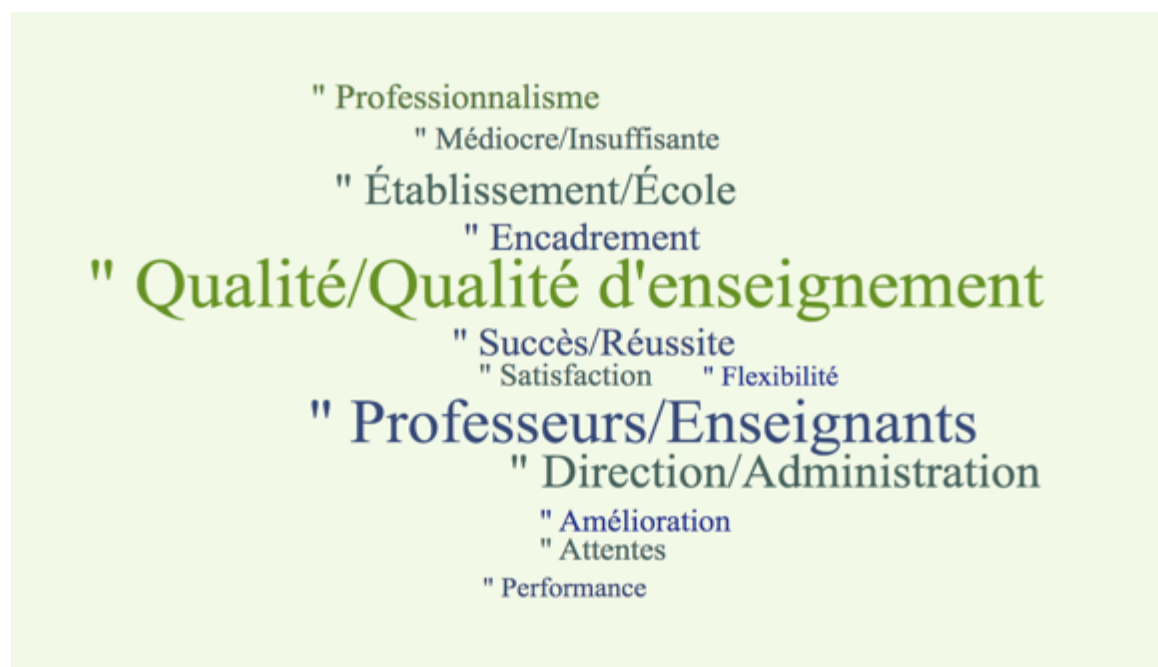 " Professionnalisme
" Médiocre/Insuffisante
" Établissement/École
" Encadrement
" Qualité/Qualité d'enseignement
" Succès/Réussite
" Satisfaction " Flexibilité
" Professeurs/Enseignants
" Direction/Administration
" Amélioration
" Attentes
" Performance